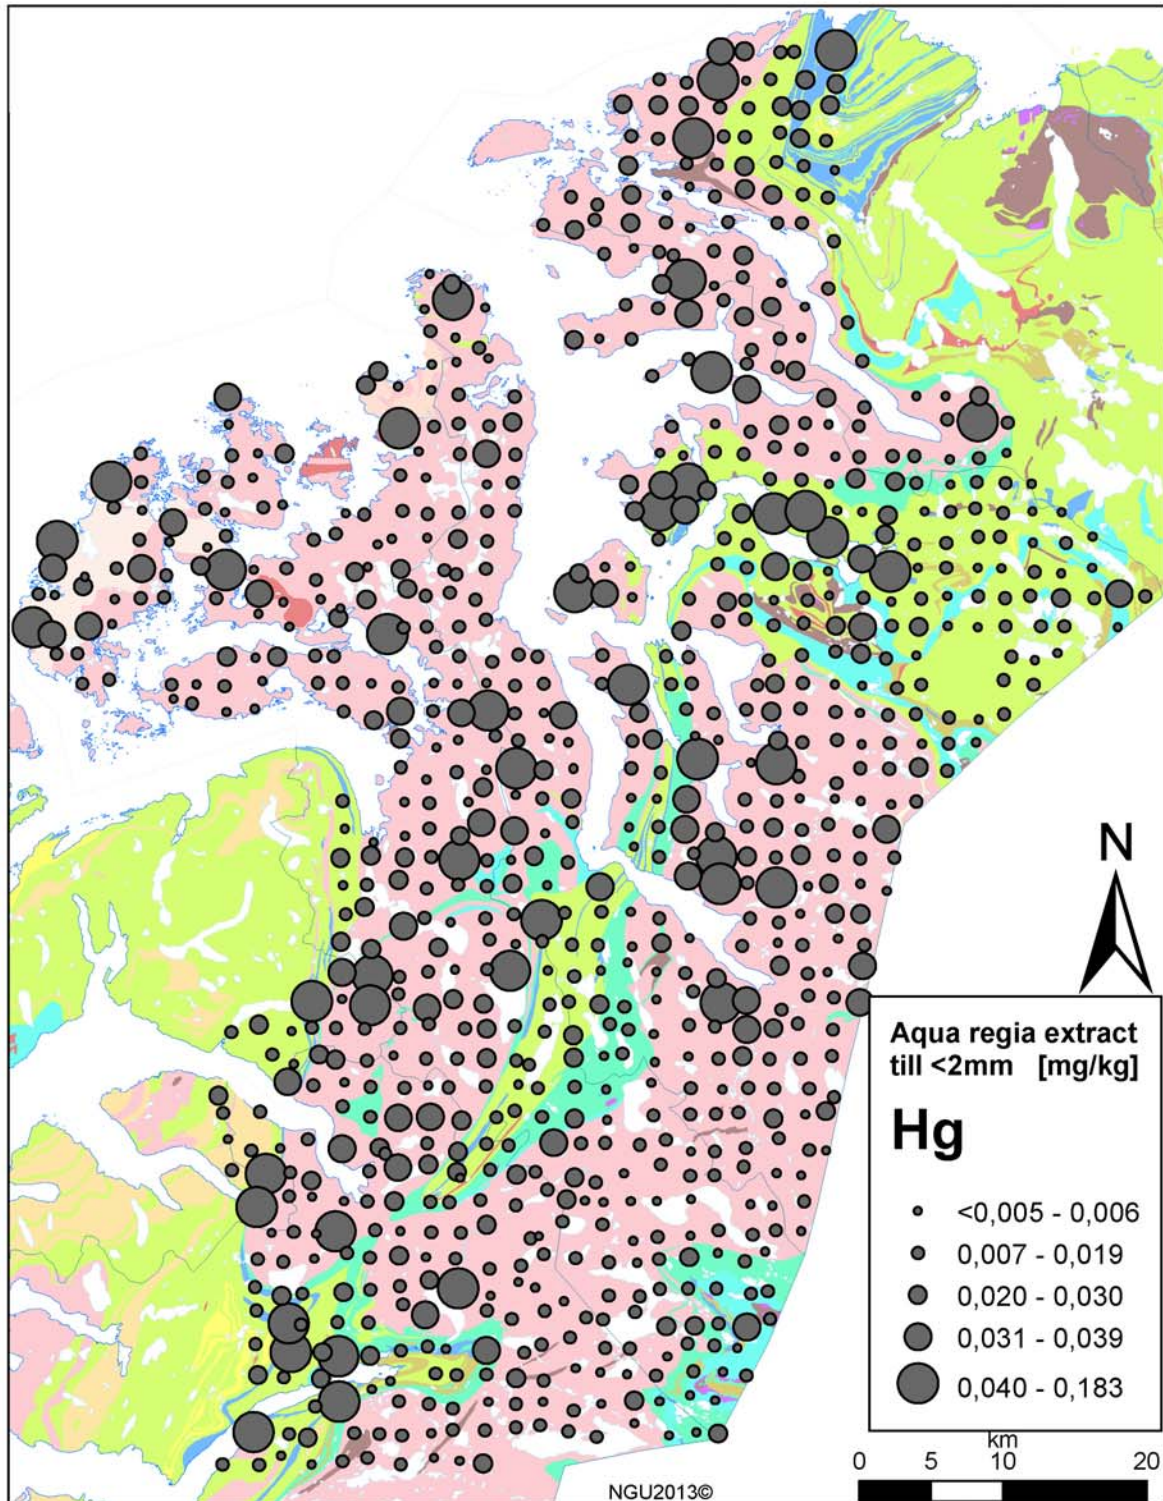 N
Aqua regia extract
till <2mm [mg/kg]
Hg
<0,005 - 0,006
0,007 - 0,019
0,020 - 0,030
0,031 - 0,039
0,040 - 0,183
km
0 5 10 20
NGU2013©